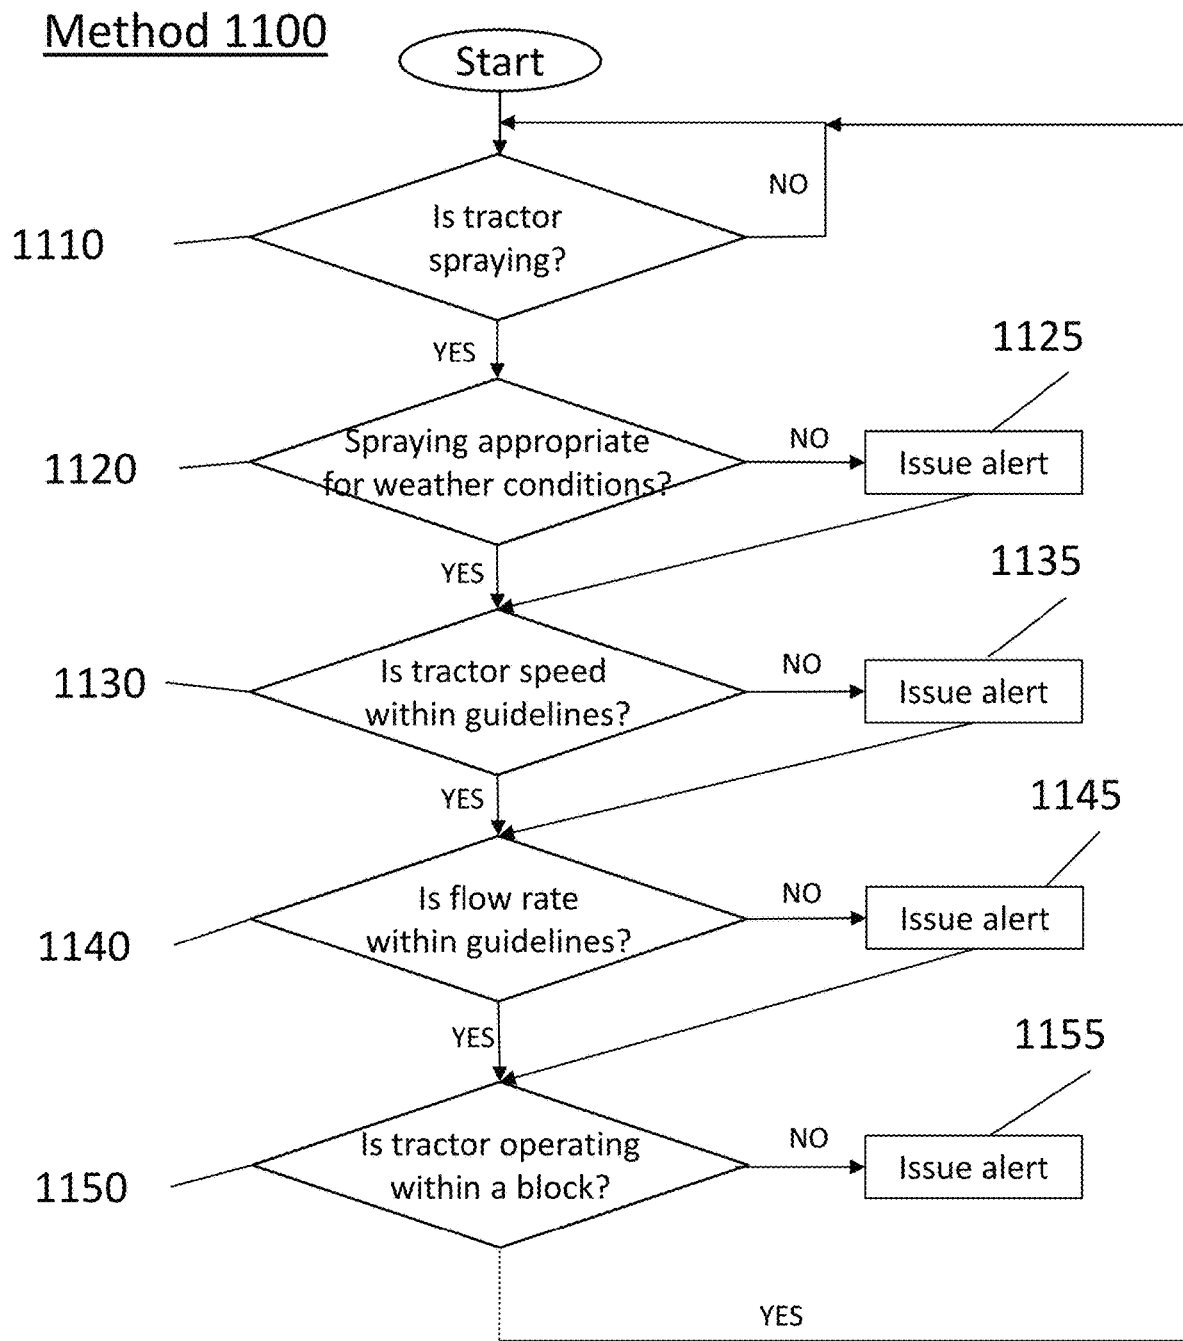 Method 1100
Start
NO
Is tractor
spraying?
1110
YES
1125
Spraying appropriate
for weather conditions?
NO
Issue alert
1120
YES
1135
Is tractor speed
within guidelines?
NO
Issue alert
1130
YES
1145
Is flow rate
within guidelines?
NO
Issue alert
1140
YES
1155
Is tractor operating
within a block?
NO
Issue alert
1150
YES